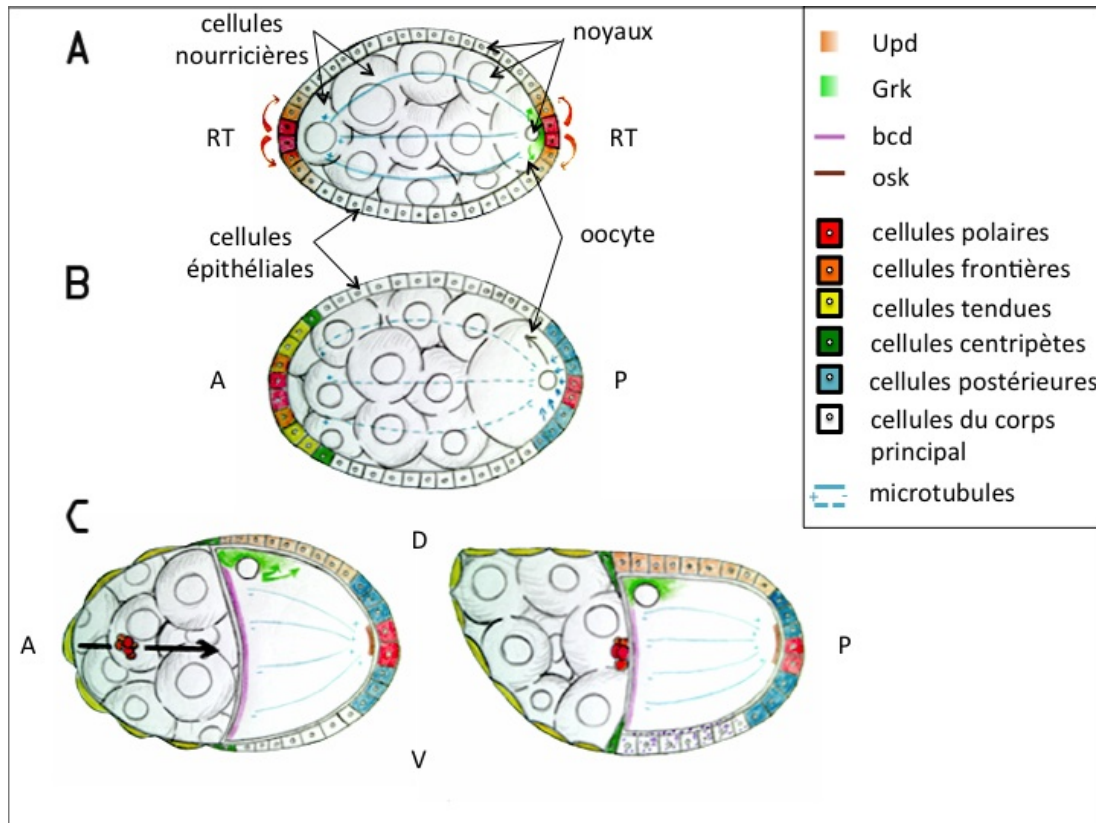 A
cellules
nourricières
noyaux
RT
RT
cellules
épithéliales
oocyte
B
A
P
C
D
A
P
V
Upd
Grk
bcd
osk
cellules polaires
cellules frontières
cellules tendues
cellules centripètes
cellules postérieures
cellules du corps
principal
+ -
microtubules